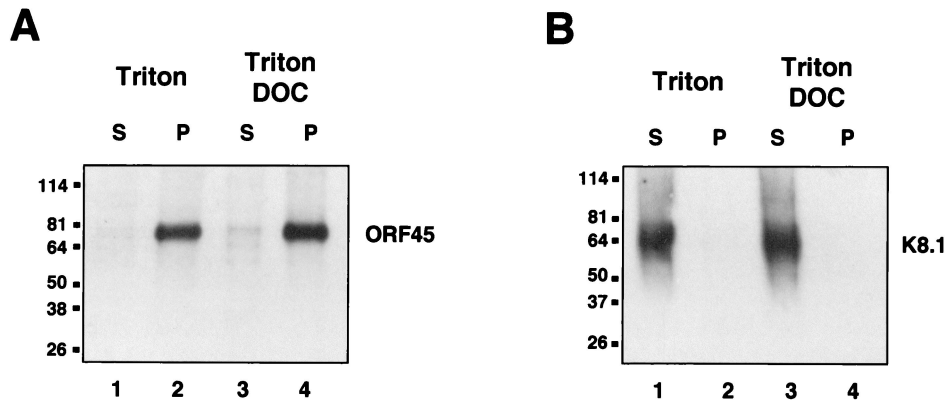 A
Triton Triton DOC
S P S P
114
81
64
50
38
26
ORF45
1 2 3 4
B
Triton Triton DOC
S P S P
114
81
64
50
37
26
K8.1
1 2 3 4